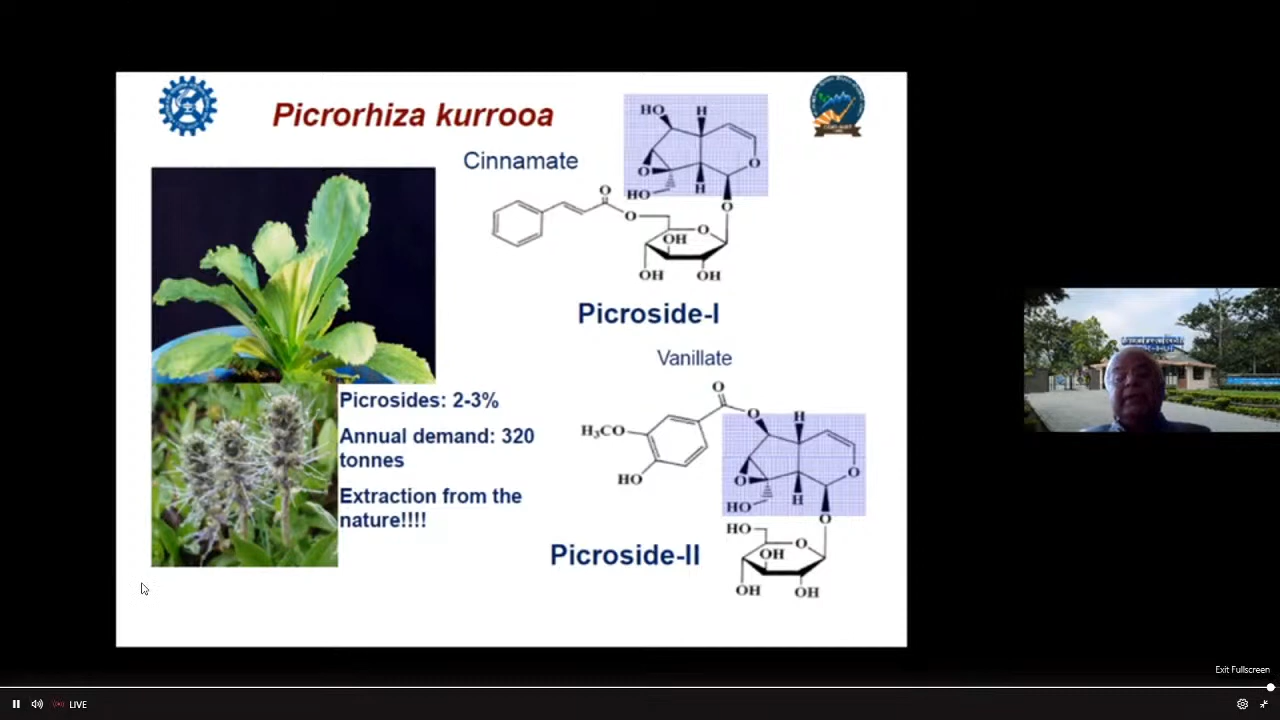 Picrorhiza kurrooa
Cinnamate
HO
H
O
O
HO
H
O
O
O
O
OH
OH
OH
Picroside-I
Vanillate
O
O
H
H₃CO
O
O
HO
H
HO
O
HO
O
OH
OH
OH
Picroside-II
Picrosides: 2-3%
Annual demand: 320
tonnes
Extraction from the
nature!!!!
Exit Fullscreen
LIVE